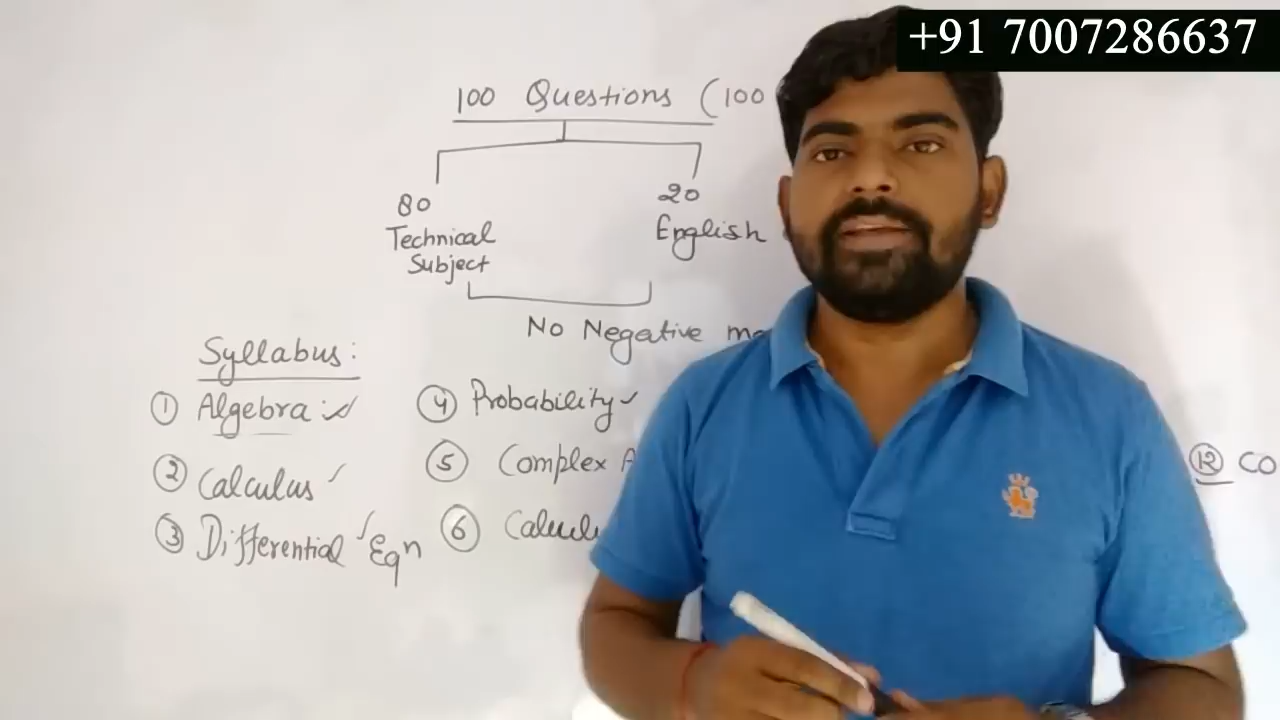 +91 7007286637
100 Questions (100
80
Technical
Subject
20
English
No Negative
Syllabus:
① Algebra:
② Calculus
③ Differential Eqn
④ Probability
⑤ Complex
⑥
⑫ CO